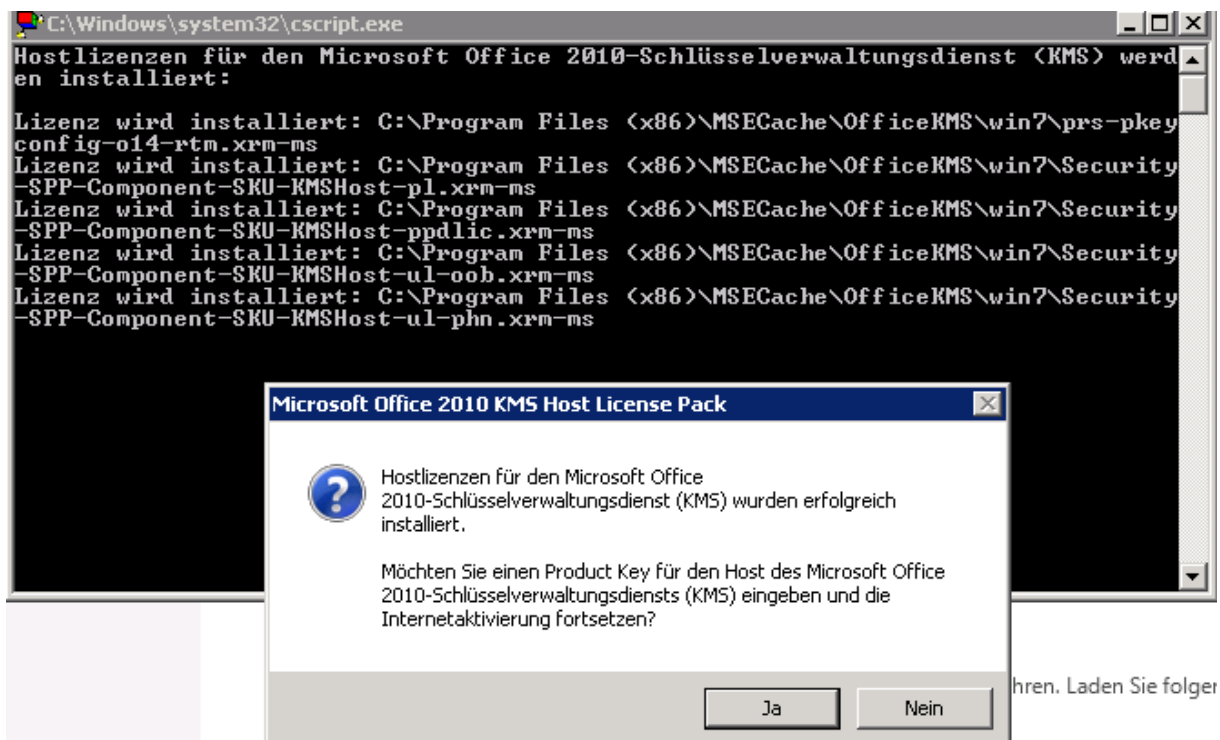 C:\Windows\system32\cscript.exe
Hostlizenzen für den Microsoft Office 2010-Schlüsselverwaltungsdienst (KMS) werd
en installiert:
Lizenz wird installiert: C:\Program Files (x86)\MSECache\OfficeKMS\win7\prs-pkey
config-o14-rtm.xrm-ms
Lizenz wird installiert: C:\Program Files (x86)\MSECache\OfficeKMS\win7\Security
-SPP-Component-SKU-KMSHost-pl.xrm-ms
Lizenz wird installiert: C:\Program Files (x86)\MSECache\OfficeKMS\win7\Security
-SPP-Component-SKU-KMSHost-ppdlic.xrm-ms
Lizenz wird installiert: C:\Program Files (x86)\MSECache\OfficeKMS\win7\Security
-SPP-Component-SKU-KMSHost-ul-oob.xrm-ms
Lizenz wird installiert: C:\Program Files (x86)\MSECache\OfficeKMS\win7\Security
-SPP-Component-SKU-KMSHost-ul-phn.xrm-ms
Microsoft Office 2010 KMS Host License Pack
Hostlizenzen für den Microsoft Office
2010-Schlüsselverwaltungsdienst (KMS) wurden erfolgreich
installiert.
Möchten Sie einen Product Key für den Host des Microsoft Office
2010-Schlüsselverwaltungsdiensts (KMS) eingeben und die
Internetaktivierung fortsetzen?
hren. Laden Sie folger
Ja
Nein